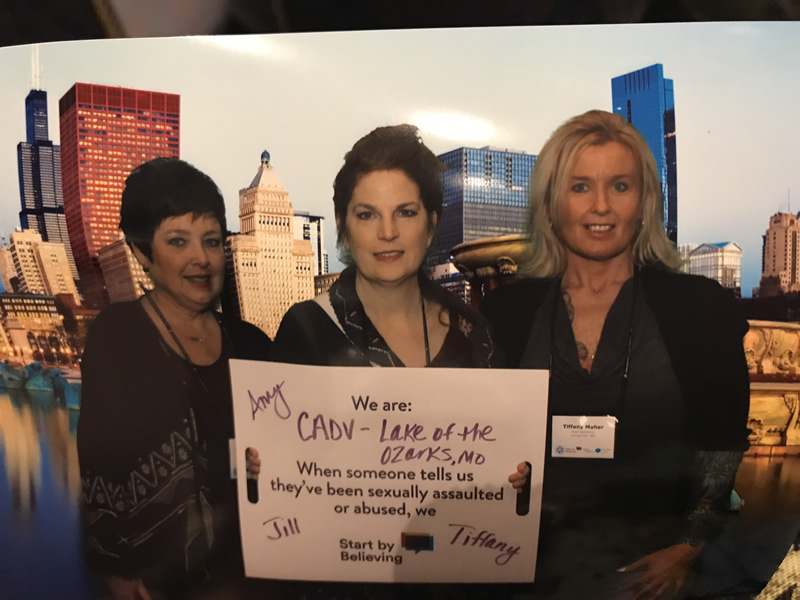 We are:
Amy
CADV - Lake of the
Ozarks, MO
When someone tells us
they've been sexually assaulted
or abused, we
Jill
Tiffany
Start by
Believing
Tiffany Maher